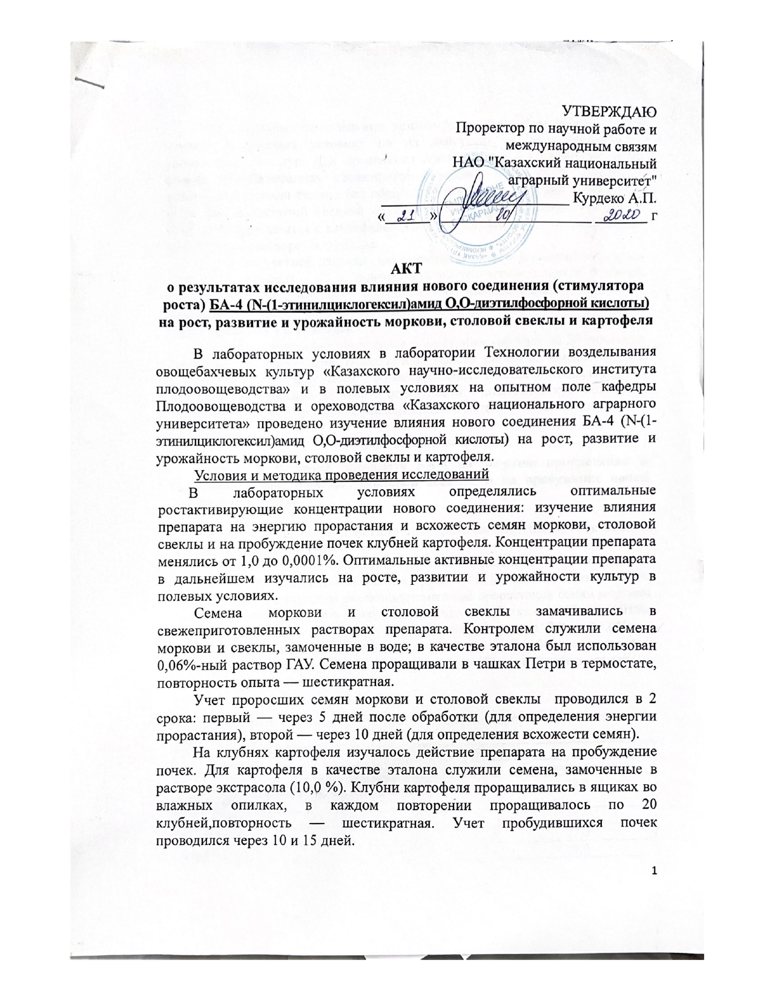 УТВЕРЖДАЮ
Проректор по научной работе и
международным связям
НАО "Казахский национальный
аграрный университет"
Курдеко А.П.
« 21 » 10 2020 г
АКТ
о результатах исследования влияния нового соединения (стимулятора
роста) БА-4 (N-(1-этинилциклогексил)амид О,О-диэтилфосфорной кислоты)
на рост, развитие и урожайность моркови, столовой свеклы и картофеля
В лабораторных условиях в лаборатории Технологии возделывания
овощебахчевых культур «Казахского научно-исследовательского института
плодоовощеводства» и в полевых условиях на опытном поле кафедры
Плодоовощеводства и ореховодства «Казахского национального аграрного
университета» проведено изучение влияния нового соединения БА-4 (N-(1-
этинилциклогексил)амид О,О-диэтилфосфорной кислоты) на рост, развитие и
урожайность моркови, столовой свеклы и картофеля.
Условия и методика проведения исследований
В лабораторных условиях определялись оптимальные
ростактивирующие концентрации нового соединения: изучение влияния
препарата на энергию прорастания и всхожесть семян моркови, столовой
свеклы и на пробуждение почек клубней картофеля. Концентрации препарата
менялись от 1,0 до 0,0001%. Оптимальные активные концентрации препарата
в дальнейшем изучались на росте, развитии и урожайности культур в
полевых условиях.
Семена моркови и столовой свеклы замачивались в
свежеприготовленных растворах препарата. Контролем служили семена
моркови и свеклы, замоченные в воде; в качестве эталона был использован
0,06%-ный раствор ГАУ. Семена проращивали в чашках Петри в термостате,
повторность опыта — шестикратная.
Учет проросших семян моркови и столовой свеклы проводился в 2
срока: первый — через 5 дней после обработки (для определения энергии
прорастания), второй — через 10 дней (для определения всхожести семян).
На клубнях картофеля изучалось действие препарата на пробуждение
почек. Для картофеля в качестве эталона служили семена, замоченные в
растворе экстрасола (10,0 %). Клубни картофеля проращивались в ящиках во
влажных опилках, в каждом повторении проращивалось по 20
клубней,повторность — шестикратная. Учет пробудившихся почек
проводился через 10 и 15 дней.
1